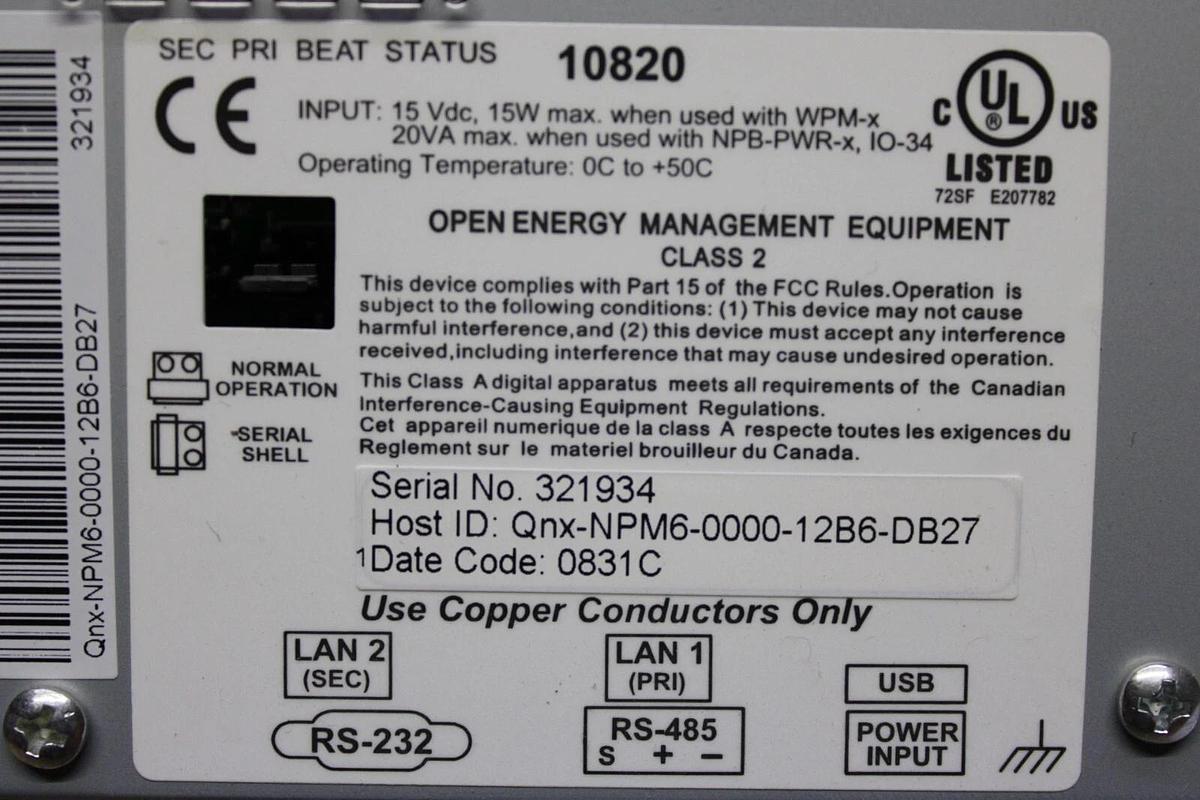 321934
Qnx-NPM6-0000-12B6-DB27
SEC PRI BEAT STATUS
10820
CE
INPUT: 15 Vdc, 15W max. when used with WPM-x
20VA max. when used with NPB-PWR-x, IO-34
Operating Temperature: 0C to +50C
C UL ® US
LISTED
72SF E207782
OPEN ENERGY MANAGEMENT EQUIPMENT
CLASS 2
This device complies with Part 15 of the FCC Rules.Operation is
subject to the following conditions: (1) This device may not cause
harmful interference,and (2) this device must accept any interference
received,including interference that may cause undesired operation.
NORMAL
OPERATION
This Class A digital apparatus meets all requirements of the Canadian
Interference-Causing Equipment Regulations.
Cet appareil numerique de la class A respecte toutes les exigences du
Reglement sur le materiel brouilleur du Canada.
-SERIAL
SHELL
Serial No. 321934
Host ID: Qnx-NPM6-0000-12B6-DB27
1Date Code: 0831C
Use Copper Conductors Only
LAN 2
(SEC)
LAN 1
(PRI)
USB
RS-232
RS-485
S + −
POWER
INPUT